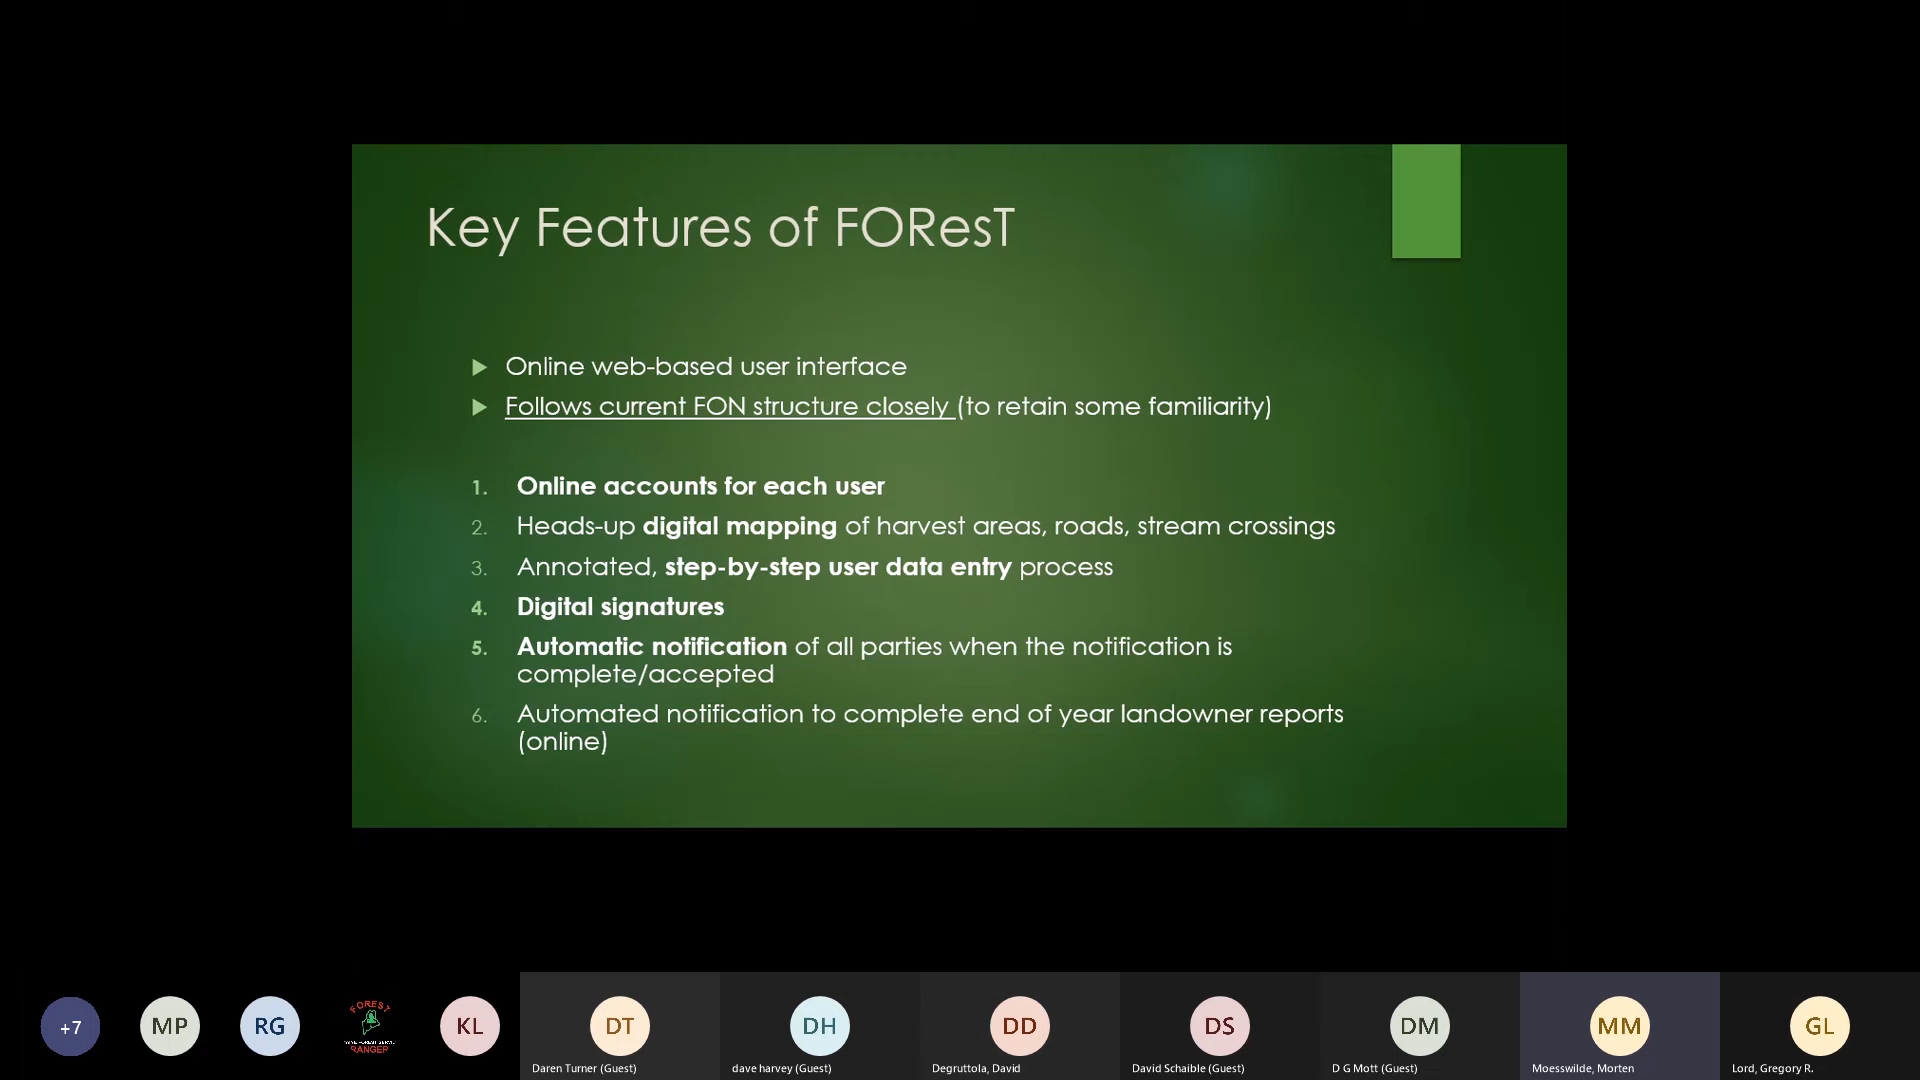 Key Features of FOResT
Online web-based user interface
Follows current FON structure closely (to retain some familiarity)
1. Online accounts for each user
2. Heads-up digital mapping of harvest areas, roads, stream crossings
3. Annotated, step-by-step user data entry process
4. Digital signatures
5. Automatic notification of all parties when the notification is
complete/accepted
6. Automated notification to complete end of year landowner reports
(online)
+7
MP
RG
FOREST
RANGER
KL
DT
Daren Turner (Guest)
DH
dave harvey (Guest)
DD
Degruttola, David
DS
David Schaible (Guest)
DM
D G Mott (Guest)
MM
Moesswilde, Morten
GL
Lord, Gregory R.